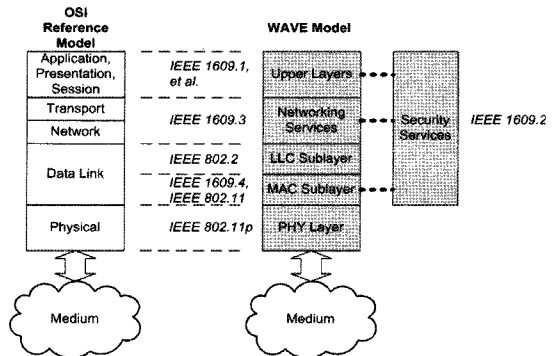 OSI
Reference
Model
WAVE Model
Application,
Presentation,
Session
IEEE 1609.1,
et al.
Upper Layers
Transport
Network
IEEE 1609.3
Networking
Services
Security
Services
IEEE 1609.2
Data Link
IEEE 802.2
LLC Sublayer
IEEE 1609.4,
IEEE 802.11
MAC Sublayer
Physical
IEEE 802.11p
PHY Layer
Medium
Medium